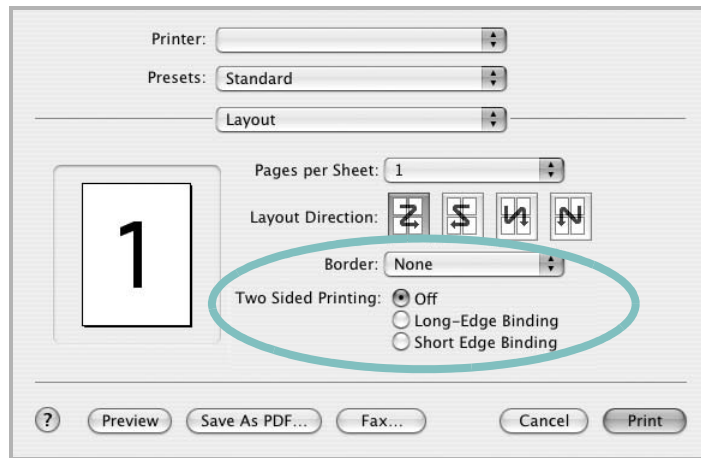 Printer:
Presets: Standard
Layout
Pages per Sheet: 1
Layout Direction:
1
Border: None
Two Sided Printing: Off
Long-Edge Binding
Short Edge Binding
? Preview Save As PDF... Fax... Cancel Print